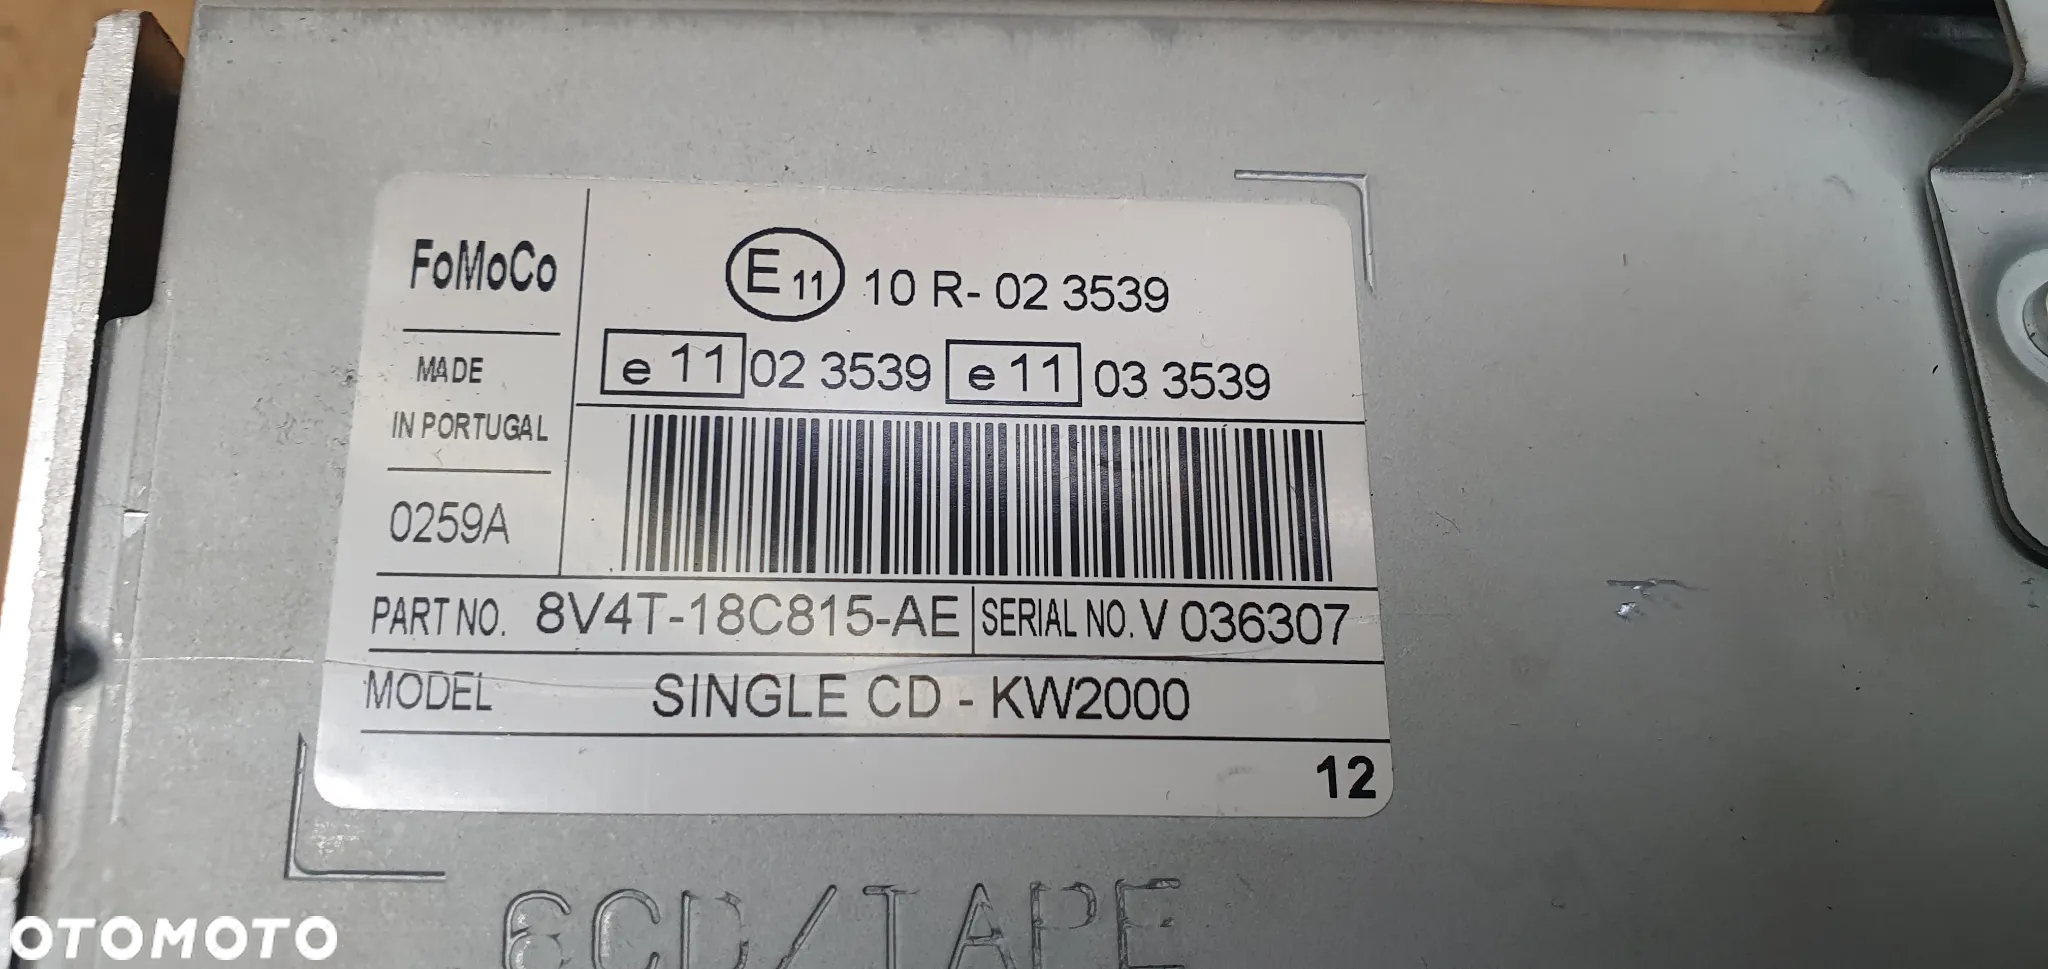 FoMoCo
MADE
IN PORTUGAL
0259A
E 11 10 R- 02 3539
e 11 02 3539 e 11 03 3539
PART NO. 8V4T-18C815-AE SERIAL NO. V 036307
MODEL SINGLE CD - KW2000
12
6CD/TAPE
OTOMOTO